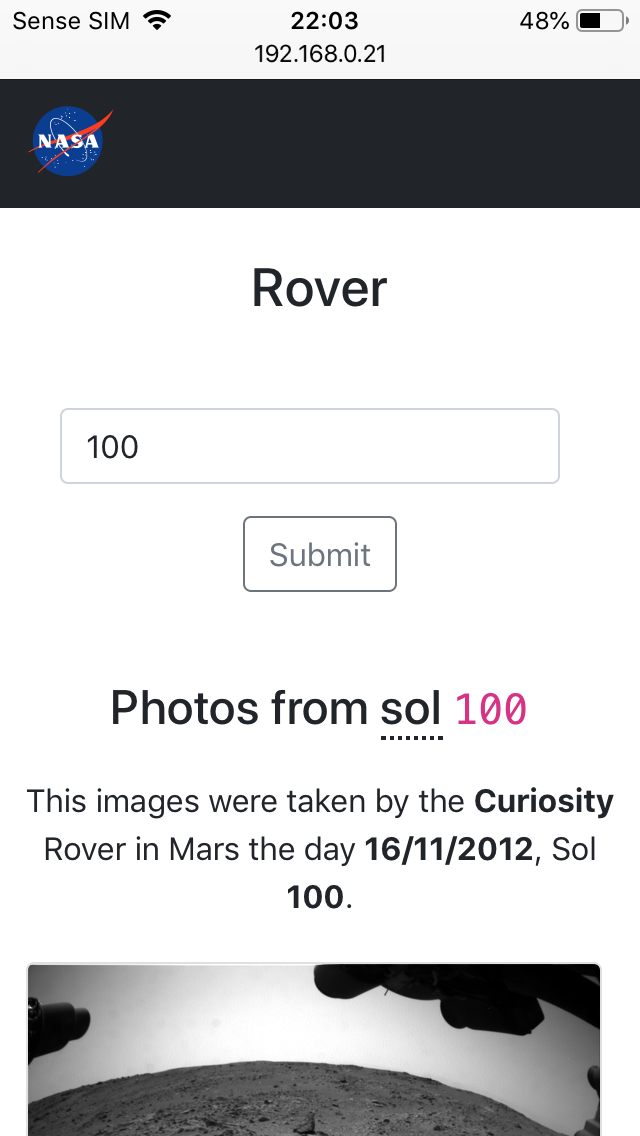 Sense SIM 22:03 48%
192.168.0.21
NASA
Rover
100
Submit
Photos from sol 100
This images were taken by the Curiosity
Rover in Mars the day 16/11/2012, Sol
100.